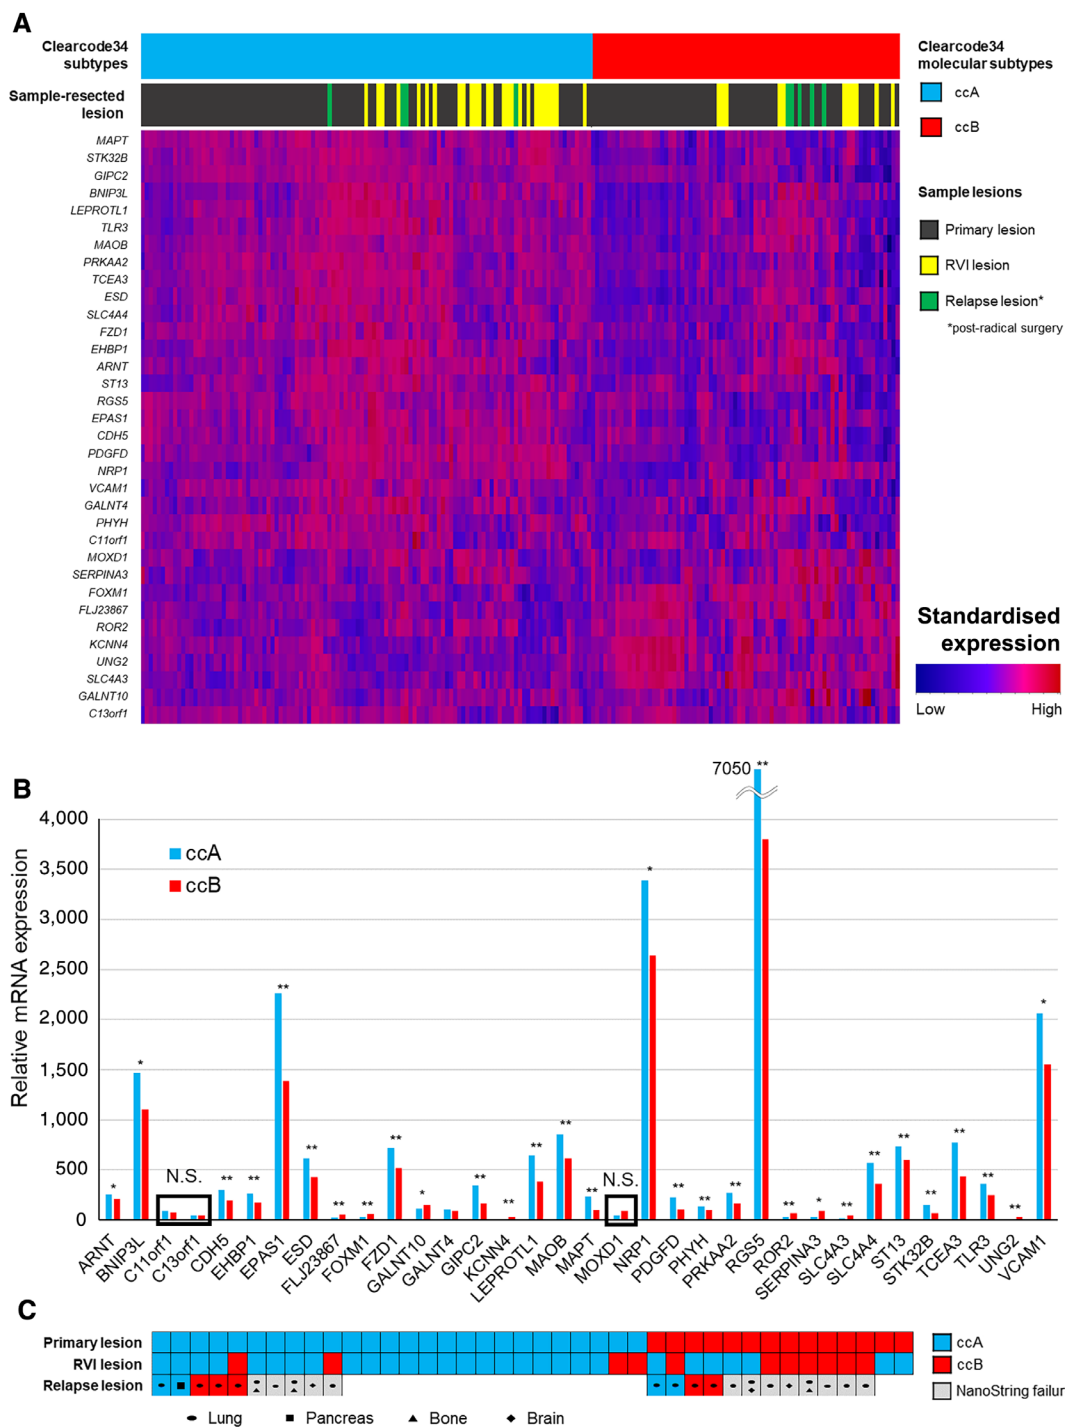 A
Clearcode34
subtypes
Sample-resected
lesion
MAPT
STK32B
GIPC2
BNIP3L
LEPROTL1
TLR3
MAOB
PRKAA2
TCEA3
ESD
SLC4A4
FZD1
EHBP1
ARNT
ST13
RGS5
EPAS1
CDH5
PDGFD
NRP1
VCAM1
GALNT4
PHYH
C11orf1
MOXD1
SERPINA3
FOXM1
FLJ23867
ROR2
KCNN4
UNG2
SLC4A3
GALNT10
C13orf1
Clearcode34
molecular subtypes
ccA
ccB
Sample lesions
Primary lesion
RVI lesion
Relapse lesion*
*post-radical surgery
Standardised
expression
Low High
B
Relative mRNA expression
4,000
3,500
3,000
2,500
2,000
1,500
1,000
500
0
ccA
ccB
7050
**
*
*
**
*
*
N.S.
**
**
**
**
**
**
*
**
**
**
**
**
N.S.
**
**
**
**
*
**
**
**
**
**
**
**
ARNT
BNIP3L
C11orf1
C13orf1
CDH5
EHBP1
EPAS1
ESD
FLJ23867
FOXM1
FZD1
GALNT10
GALNT4
GIPC2
KCNN4
LEPROTL1
MAOB
MAPT
MOXD1
NRP1
PDGFD
PHYH
PRKAA2
RGS5
ROR2
SERPINA3
SLC4A3
SLC4A4
ST13
STK32B
TCEA3
TLR3
UNG2
VCAM1
C
Primary lesion
RVI lesion
Relapse lesion
ccA
ccB
NanoString failur
Lung Pancreas Bone Brain